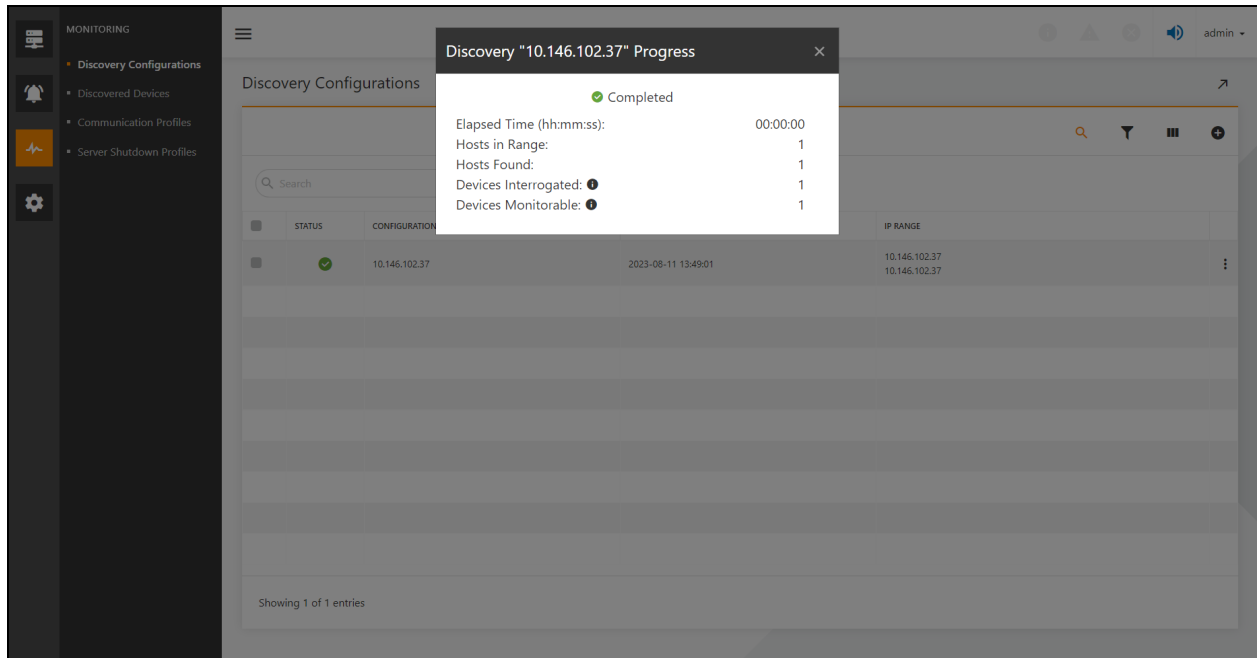 MONITORING
Discovery Configurations
Discovered Devices
Communication Profiles
Server Shutdown Profiles
admin
Discovery Configurations
Discovery "10.146.102.37" Progress
Completed
Elapsed Time (hh:mm:ss): 00:00:00
Hosts in Range: 1
Hosts Found: 1
Devices Interrogated: 1
Devices Monitorable: 1
Search
STATUS CONFIGURATION IP RANGE
10.146.102.37 2023-08-11 13:49:01 10.146.102.37
10.146.102.37
Showing 1 of 1 entries